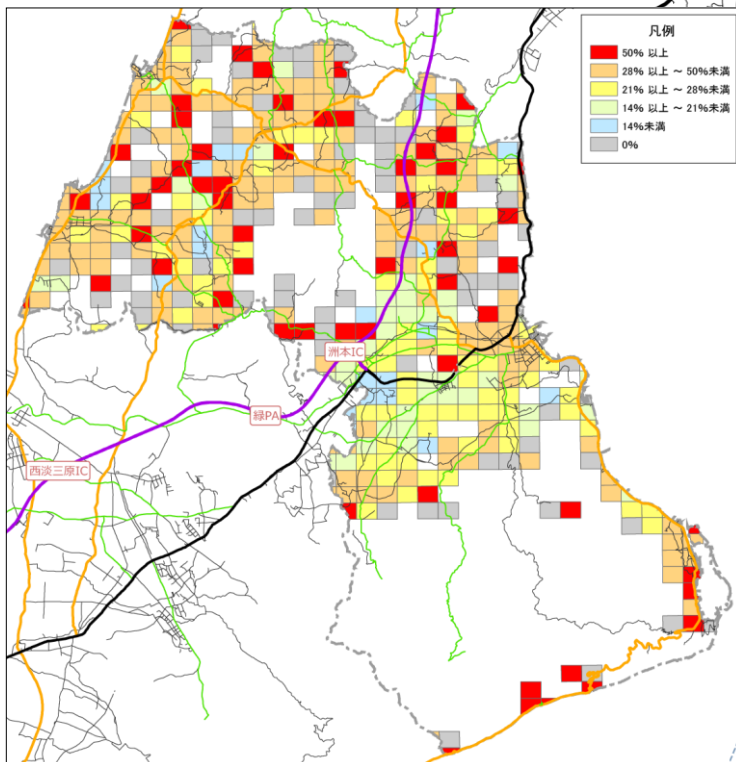 凡例
50% 以上
28% 以上 ～ 50%未満
21% 以上 ～ 28%未満
14% 以上 ～ 21%未満
14%未満
0%
洲本IC
緑PA
西淡三原IC